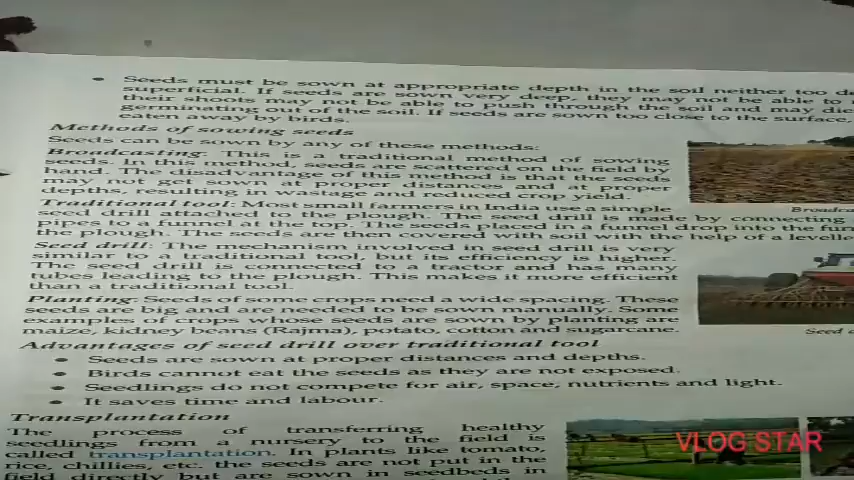 Seeds must be sown at appropriate depth in the soil neither too
superficial. If seeds are sown very deep, they may not be able to
their shoots may not be able to push through the soil and may die
germinating out of the soil. If seeds are sown too close to the surface,
eaten away by birds.
Methods of sowing seeds
Seeds can be sown by any of these methods:
Broadcasting: This is a traditional method of sowing
seeds. In this method, seeds are scattered on the field by
hand. The disadvantage of this method is that the seeds
may not get sown at proper distances and at proper
depths, resulting in wastage and reduced crop yield.
Traditional tool: Most small farmers in India use simple
seed drill attached to the plough. The seed drill is made by connecting
pipes to a funnel at the top. The seeds placed in a funnel drop into the
the plough. The seeds are then covered with soil with the help of a
Seed drill: The mechanism involved in seed drill is very
similar to a traditional tool, but its efficiency is higher.
The seed drill is connected to a tractor and has many
tubes leading to the plough. This makes it more efficient
than a traditional tool.
Planting: Seeds of some crops need a wide spacing. These
seeds are big and are needed to be sown manually. Some
examples of crops whose seeds are sown by planting are
maize, kidney beans (Rajma), potato, cotton and sugarcane.
Seed
Advantages of seed drill over traditional tool
Seeds are sown at proper distances and depths.
Birds cannot eat the seeds as they are not exposed.
Seedlings do not compete for air, space, nutrients and light.
It saves time and labour.
Transplantation
The process of transferring healthy
seedlings from a nursery to the field is
called transplantation. In plants like tomato,
rice, chillies, etc. the seeds are not put in the
field directly but are sown in seedbeds in
VLOG STAR